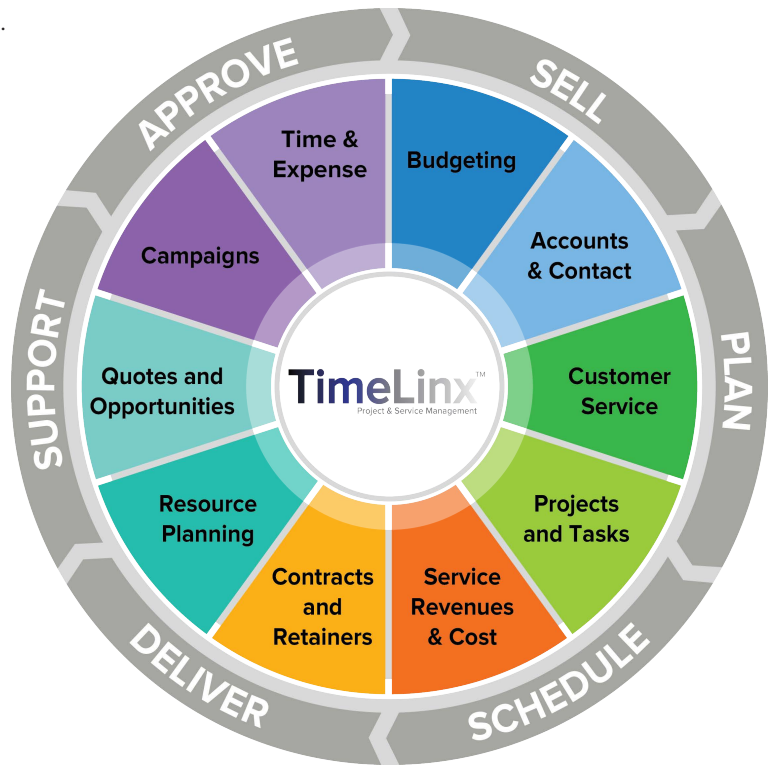 .
SELL
PLAN
SCHEDULE
DELIVER
SUPPORT
APPROVE
Budgeting
Accounts
& Contact
Customer
Service
Projects
and Tasks
Service
Revenues
& Cost
Contracts
and
Retainers
Resource
Planning
Quotes and
Opportunities
Campaigns
Time &
Expense
TimeLinx™
Project & Service Management